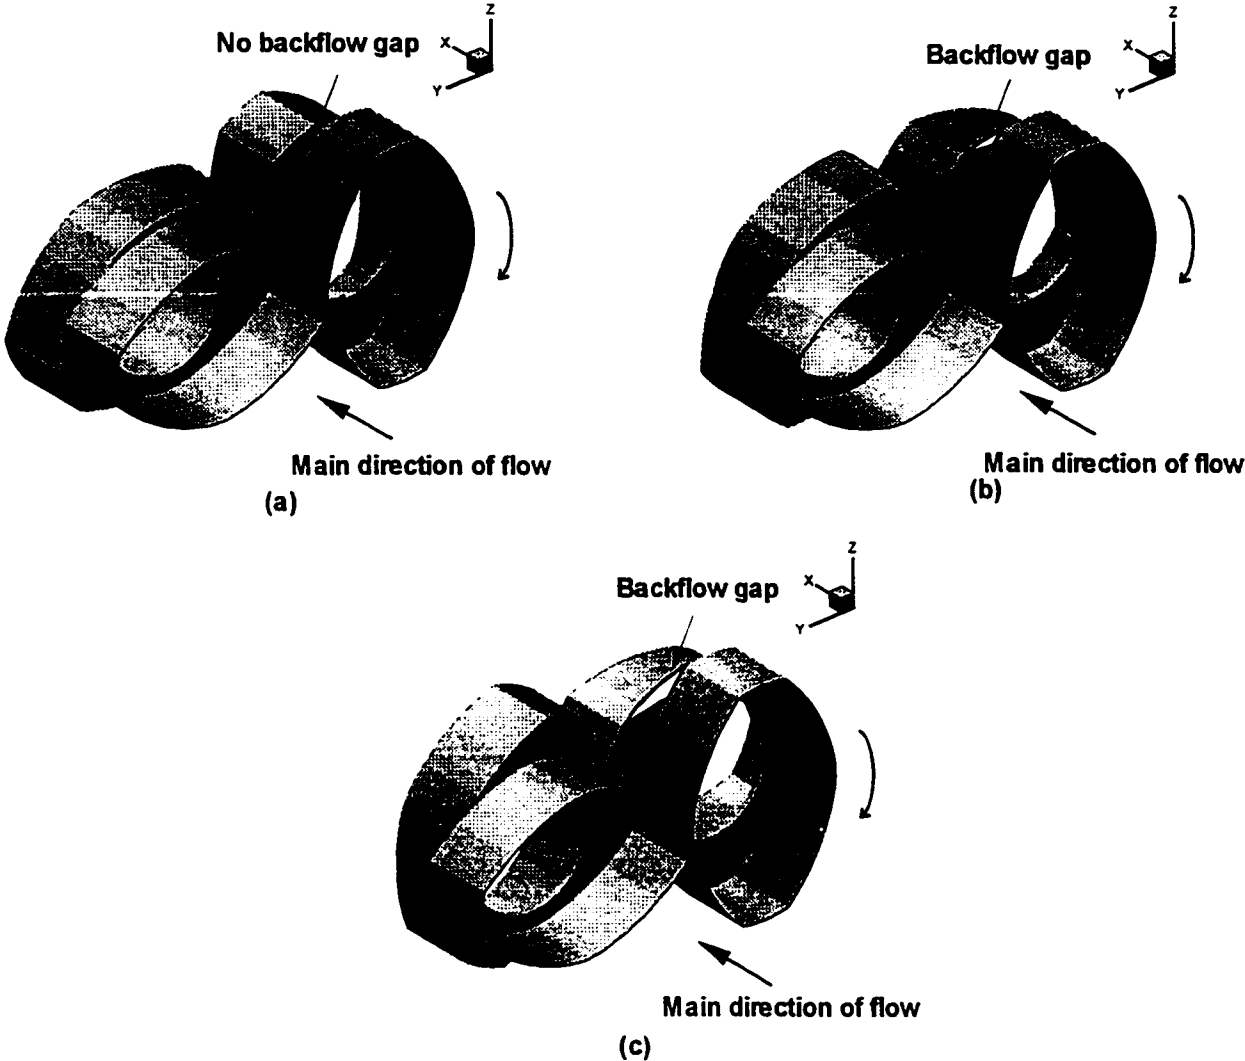 No backflow gap
Z
X
Y
Main direction of flow
(a)
Backflow gap
Z
X
Y
Main direction of flow
(b)
Backflow gap
Z
X
Y
Main direction of flow
(c)